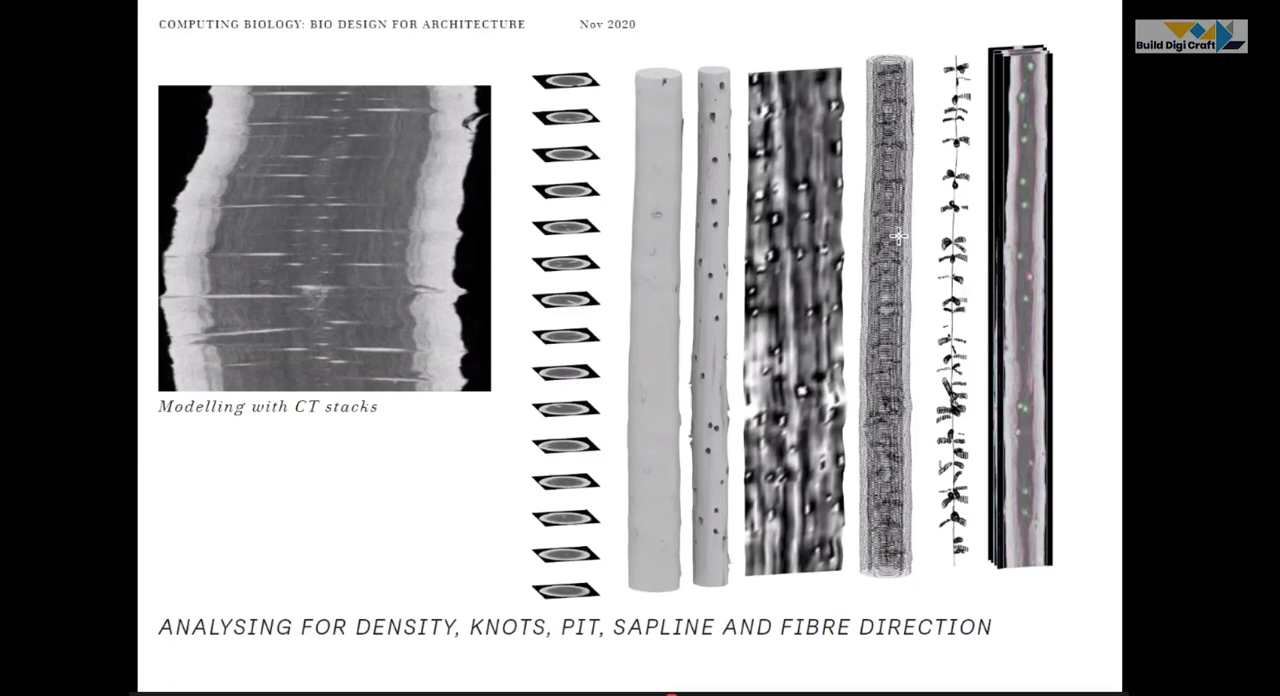 COMPUTING BIOLOGY: BIO DESIGN FOR ARCHITECTURE Nov 2020
Build Digi Craft
Modelling with CT stacks
ANALYSING FOR DENSITY, KNOTS, PIT, SAPLINE AND FIBRE DIRECTION